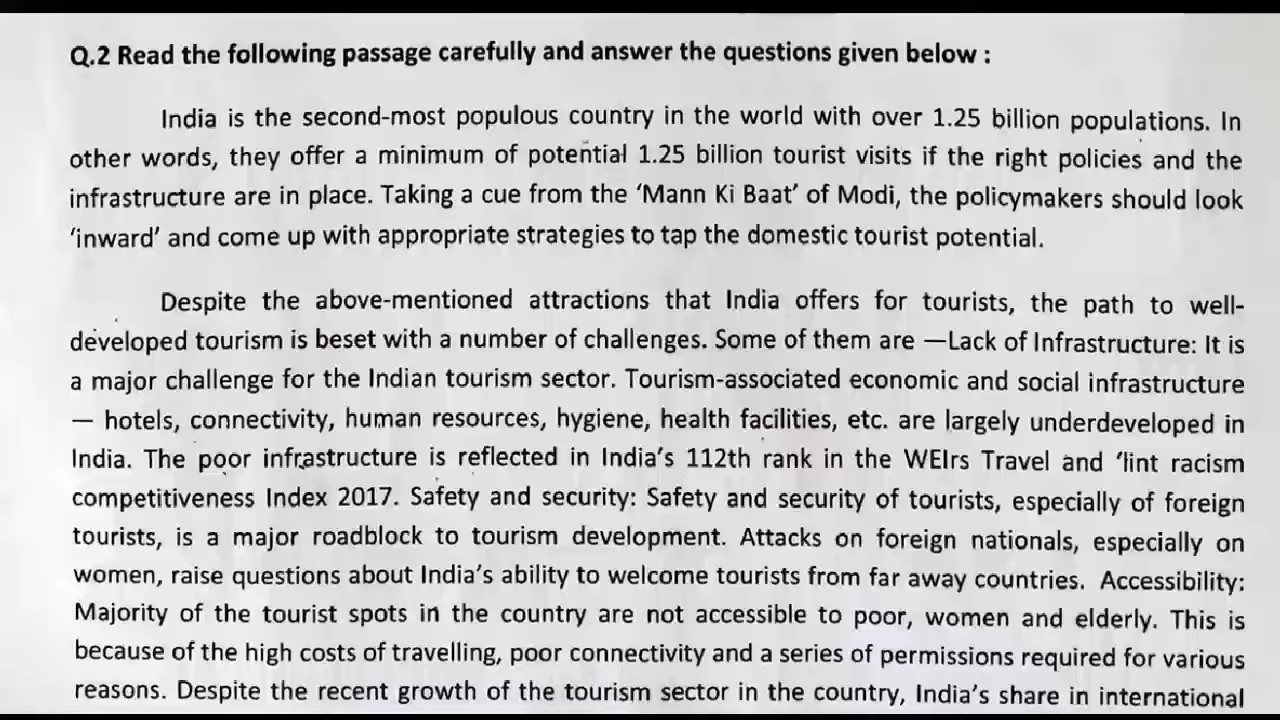 Q.2 Read the following passage carefully and answer the questions given below :
India is the second-most populous country in the world with over 1.25 billion populations. In
other words, they offer a minimum of potential 1.25 billion tourist visits if the right policies and the
infrastructure are in place. Taking a cue from the ‘Mann Ki Baat’ of Modi, the policymakers should look
‘inward’ and come up with appropriate strategies to tap the domestic tourist potential.
Despite the above-mentioned attractions that India offers for tourists, the path to well-
developed tourism is beset with a number of challenges. Some of them are —Lack of Infrastructure: It is
a major challenge for the Indian tourism sector. Tourism-associated economic and social infrastructure
— hotels, connectivity, human resources, hygiene, health facilities, etc. are largely underdeveloped in
India. The poor infrastructure is reflected in India’s 112th rank in the WEIrs Travel and ‘lint racism
competitiveness Index 2017. Safety and security: Safety and security of tourists, especially of foreign
tourists, is a major roadblock to tourism development. Attacks on foreign nationals, especially on
women, raise questions about India’s ability to welcome tourists from far away countries. Accessibility:
Majority of the tourist spots in the country are not accessible to poor, women and elderly. This is
because of the high costs of travelling, poor connectivity and a series of permissions required for various
reasons. Despite the recent growth of the tourism sector in the country, India’s share in international